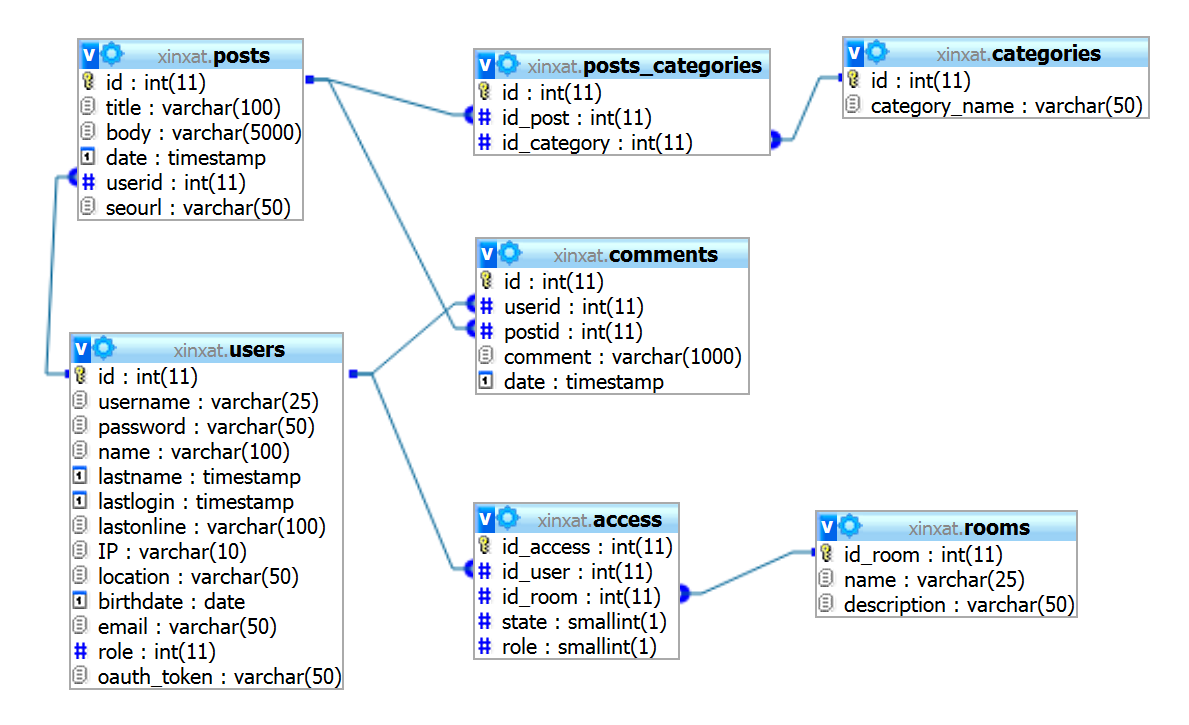 xinxat.posts
id : int(11)
title : varchar(100)
body : varchar(5000)
date : timestamp
userid : int(11)
seourl : varchar(50)
xinxat.posts_categories
id : int(11)
id_post : int(11)
id_category : int(11)
xinxat.categories
id : int(11)
category_name : varchar(50)
xinxat.comments
id : int(11)
userid : int(11)
postid : int(11)
comment : varchar(1000)
date : timestamp
xinxat.users
id : int(11)
username : varchar(25)
password : varchar(50)
name : varchar(100)
lastname : timestamp
lastlogin : timestamp
lastonline : varchar(100)
IP : varchar(10)
location : varchar(50)
birthdate : date
email : varchar(50)
role : int(11)
oauth_token : varchar(50)
xinxat.access
id_access : int(11)
id_user : int(11)
id_room : int(11)
state : smallint(1)
role : smallint(1)
xinxat.rooms
id_room : int(11)
name : varchar(25)
description : varchar(50)